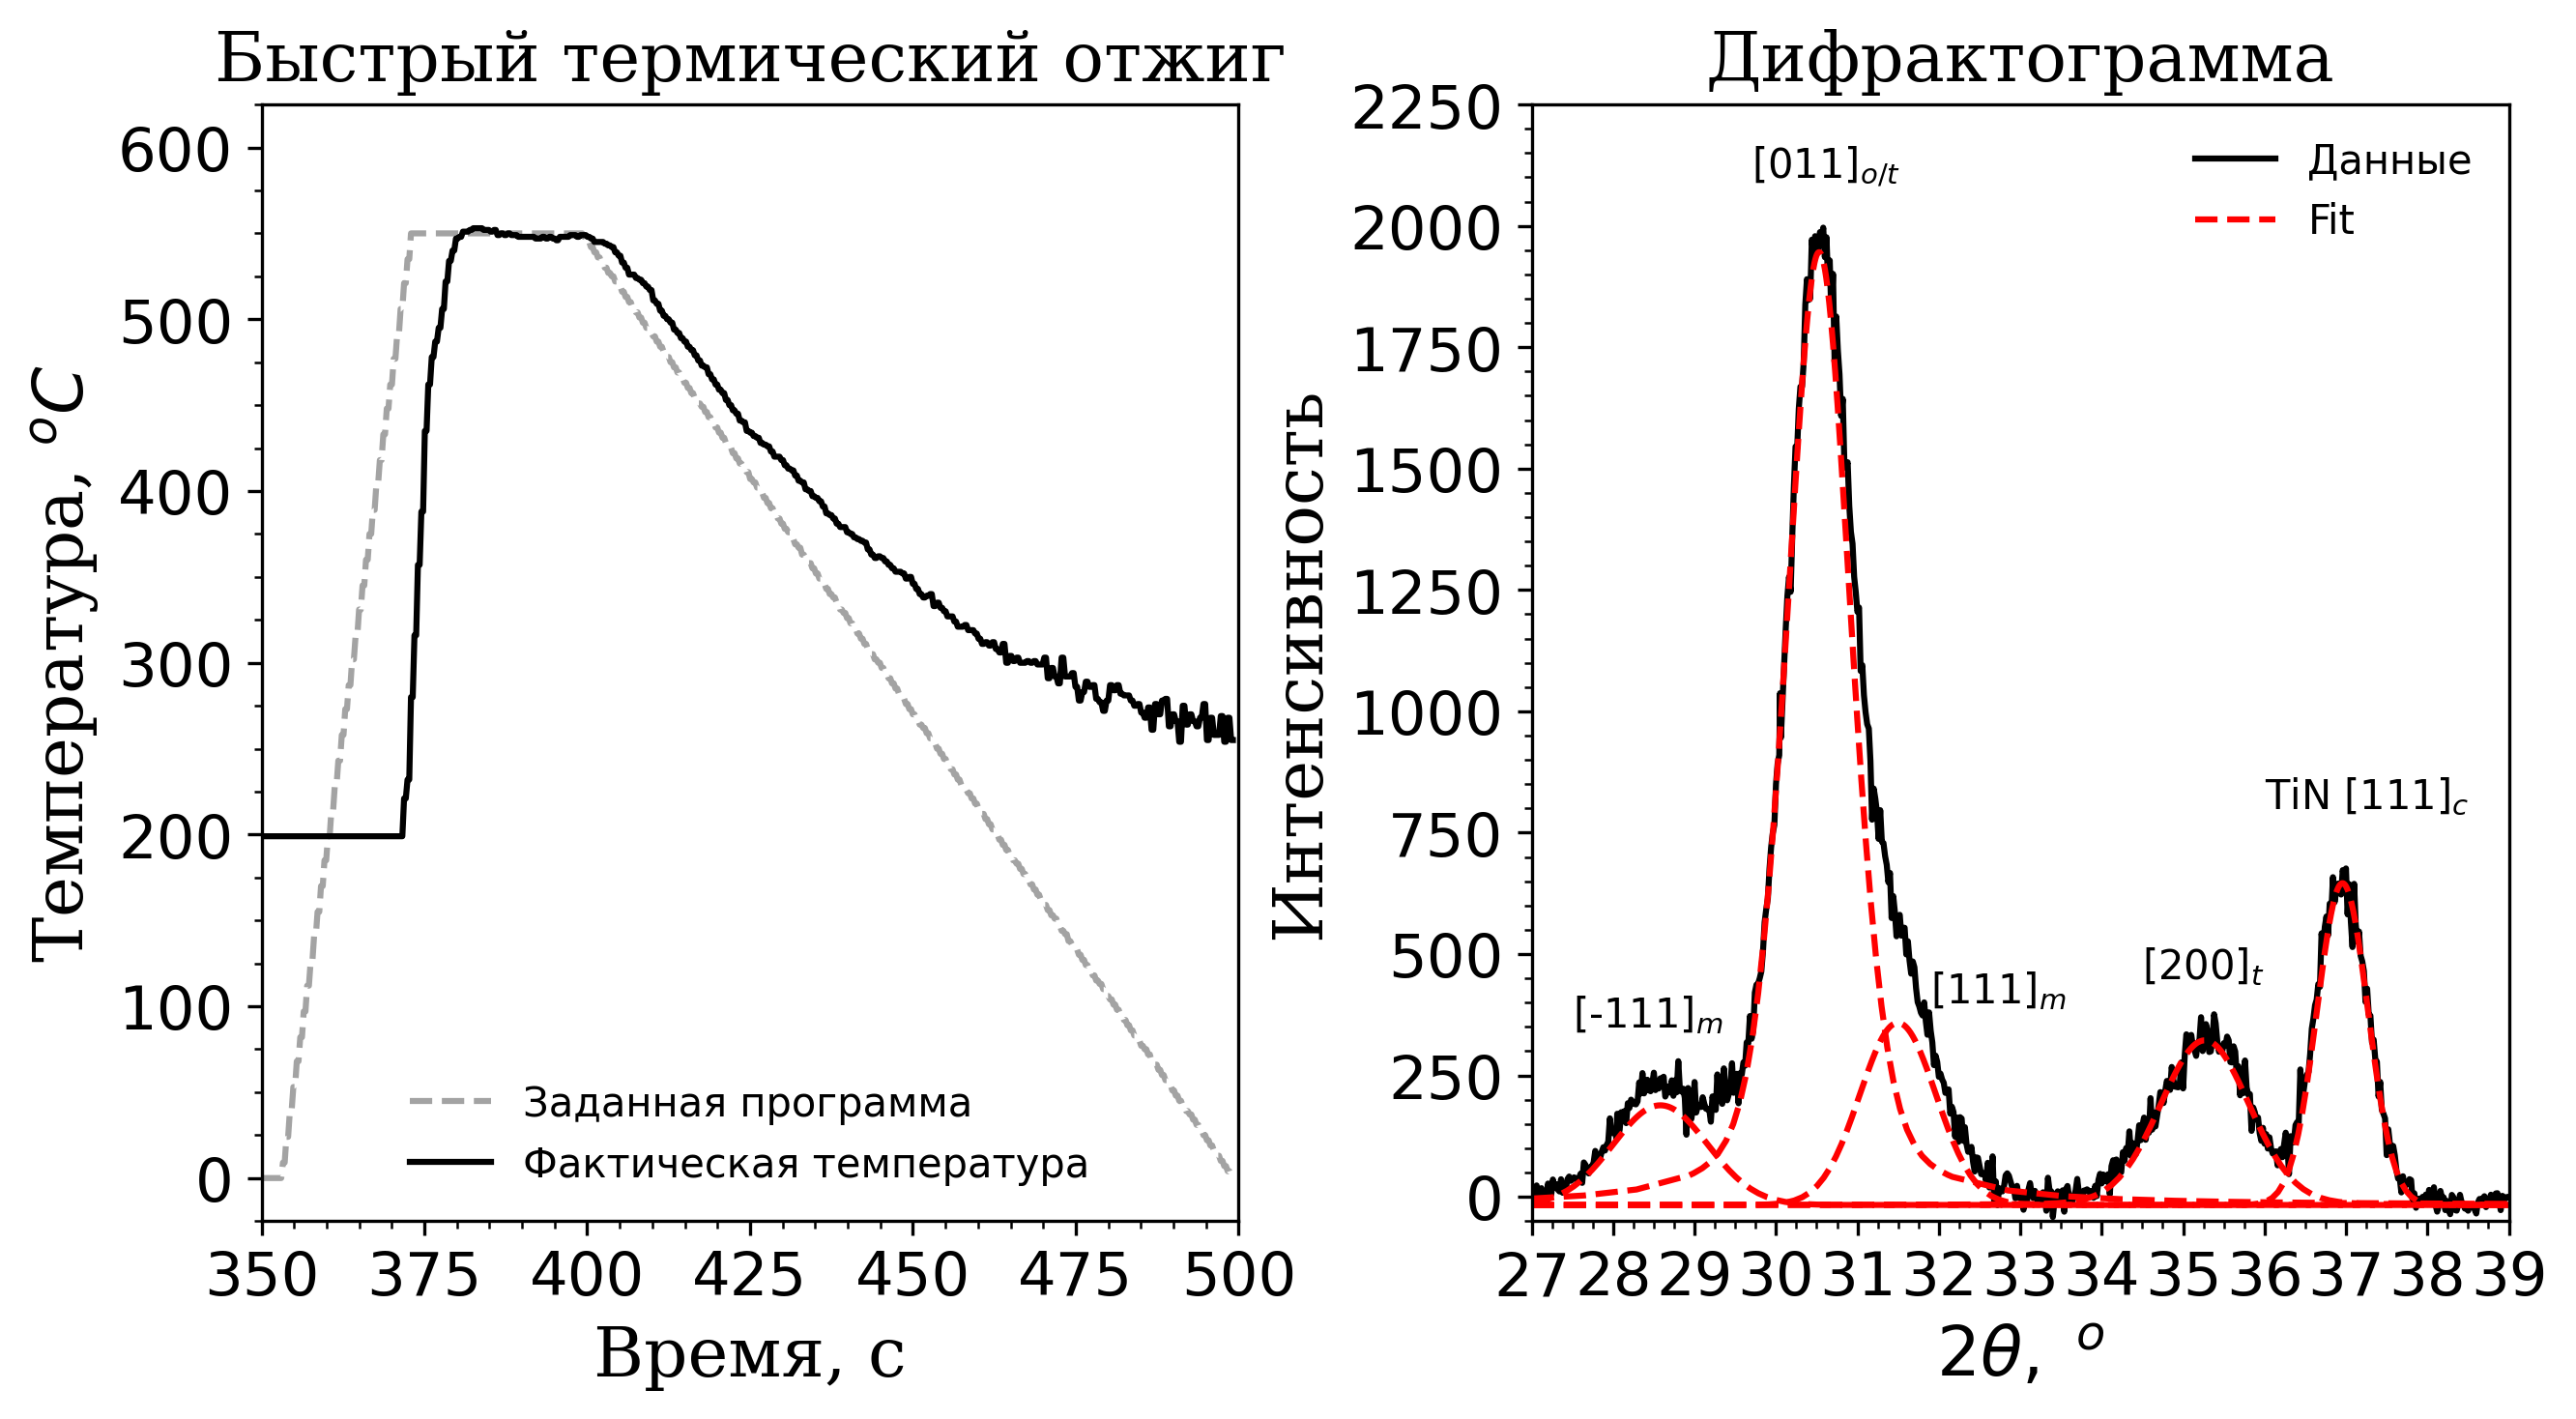 Быстрый термический отжиг
Температура, °C
600
500
400
300
200
100
0
Заданная программа
Фактическая температура
350 375 400 425 450 475 500
Время, с
Дифрактограмма
Интенсивность
2250
2000
1750
1500
1250
1000
750
500
250
0
[011]o/t
Данные
Fit
TiN [111]c
[200]t
[111]m
[-111]m
27 28 29 30 31 32 33 34 35 36 37 38 39
2θ, °